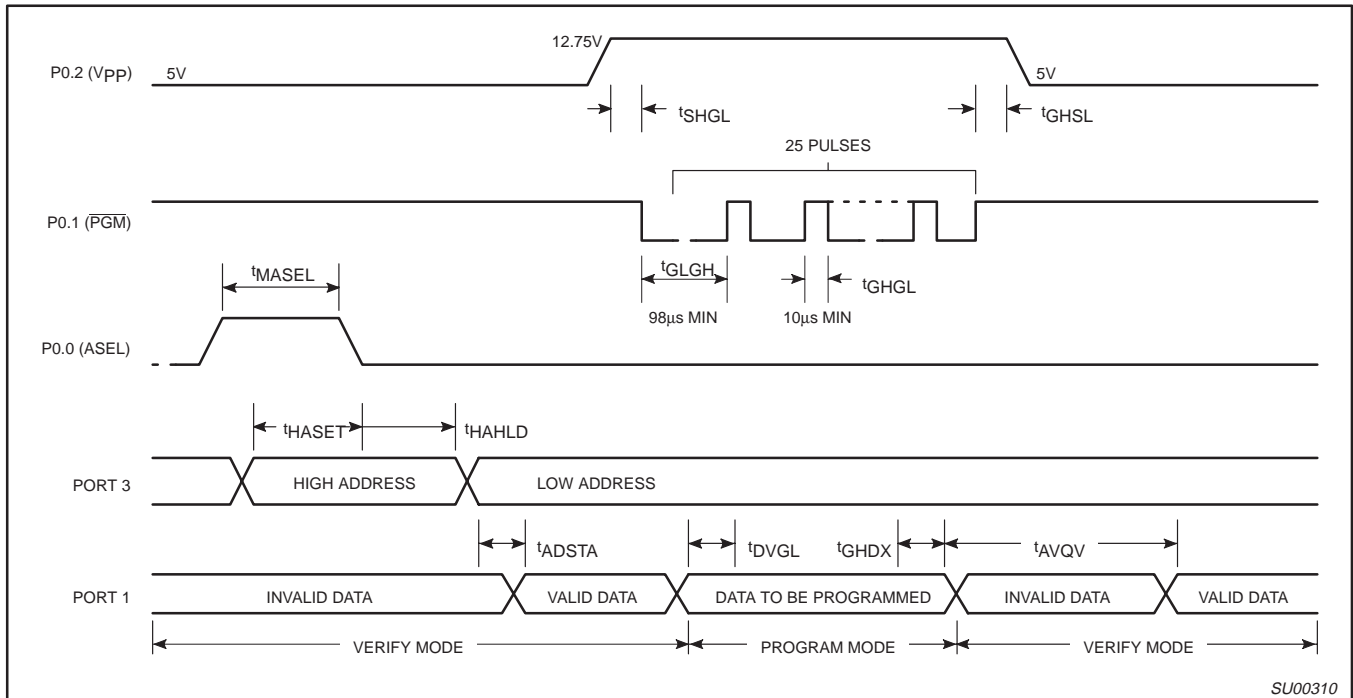 12.75V
P0.2 (VPP)
5V
5V
tSHGL
tGHSL
25 PULSES
P0.1 (PGM)
tMASEL
tGLGH
tGHGL
98µs MIN
10µs MIN
P0.0 (ASEL)
tHASET
tHAHLD
PORT 3
HIGH ADDRESS
LOW ADDRESS
tADSTA
tDVGL
tGHDX
tAVQV
PORT 1
INVALID DATA
VALID DATA
DATA TO BE PROGRAMMED
INVALID DATA
VALID DATA
VERIFY MODE
PROGRAM MODE
VERIFY MODE
SU00310